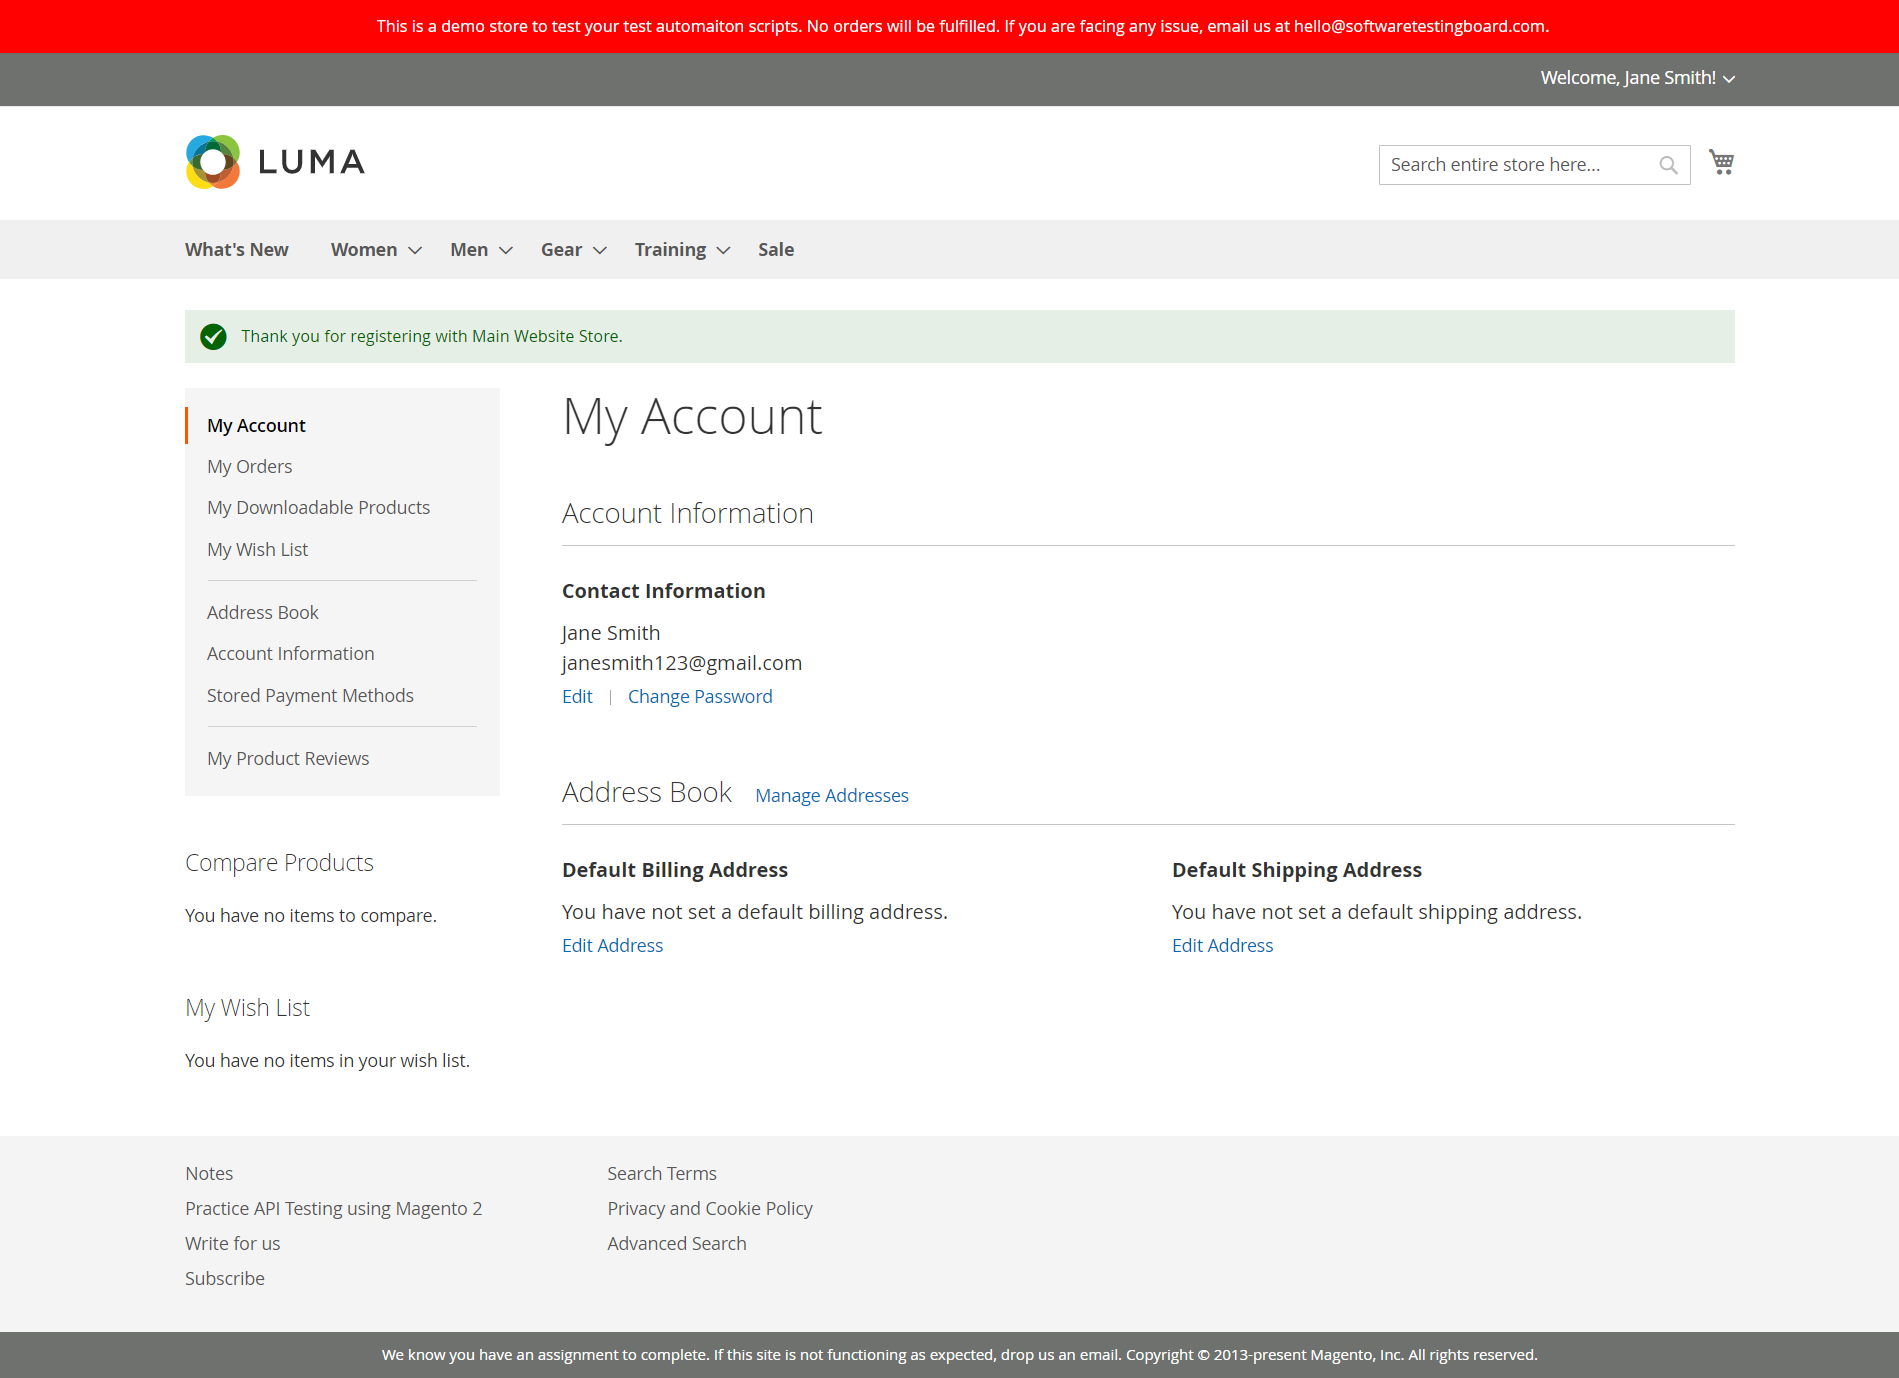 This is a demo store to test your test automaiton scripts. No orders will be fulfilled. If you are facing any issue, email us at hello@softwaretestingboard.com.
Welcome, Jane Smith!
LUMA
Search entire store here...
What's New Women Men Gear Training Sale
Thank you for registering with Main Website Store.
My Account
My Orders
My Downloadable Products
My Wish List
Address Book
Account Information
Stored Payment Methods
My Product Reviews
Compare Products
You have no items to compare.
My Wish List
You have no items in your wish list.
My Account
Account Information
Contact Information
Jane Smith
janesmith123@gmail.com
Edit | Change Password
Address Book Manage Addresses
Default Billing Address
You have not set a default billing address.
Edit Address
Default Shipping Address
You have not set a default shipping address.
Edit Address
Notes
Practice API Testing using Magento 2
Write for us
Subscribe
Search Terms
Privacy and Cookie Policy
Advanced Search
We know you have an assignment to complete. If this site is not functioning as expected, drop us an email. Copyright © 2013-present Magento, Inc. All rights reserved.